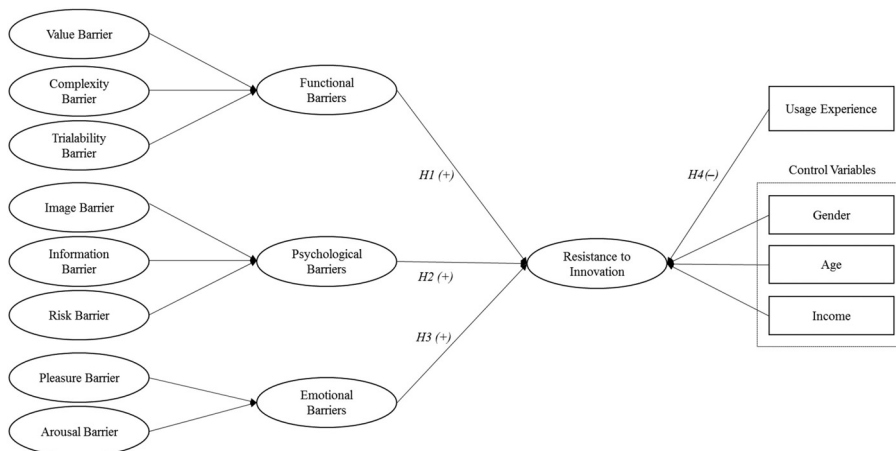 Value Barrier
Complexity
Barrier
Trialability
Barrier
Functional
Barriers
Image Barrier
Information
Barrier
Risk Barrier
Psychological
Barriers
Pleasure Barrier
Arousal Barrier
Emotional
Barriers
H1 (+)
H2 (+)
H3 (+)
Resistance to
Innovation
H4(–)
Usage Experience
Control Variables
Gender
Age
Income